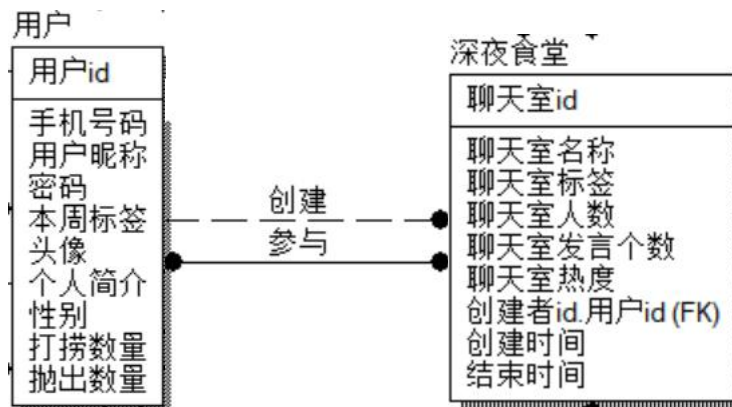 用户
用户id
手机号码
用户昵称
密码
本周标签
头像
个人简介
性别
打捞数量
抛出数量
创建
参与
深夜食堂
聊天室id
聊天室名称
聊天室标签
聊天室人数
聊天室发言个数
聊天室热度
创建者id.用户id (FK)
创建时间
结束时间